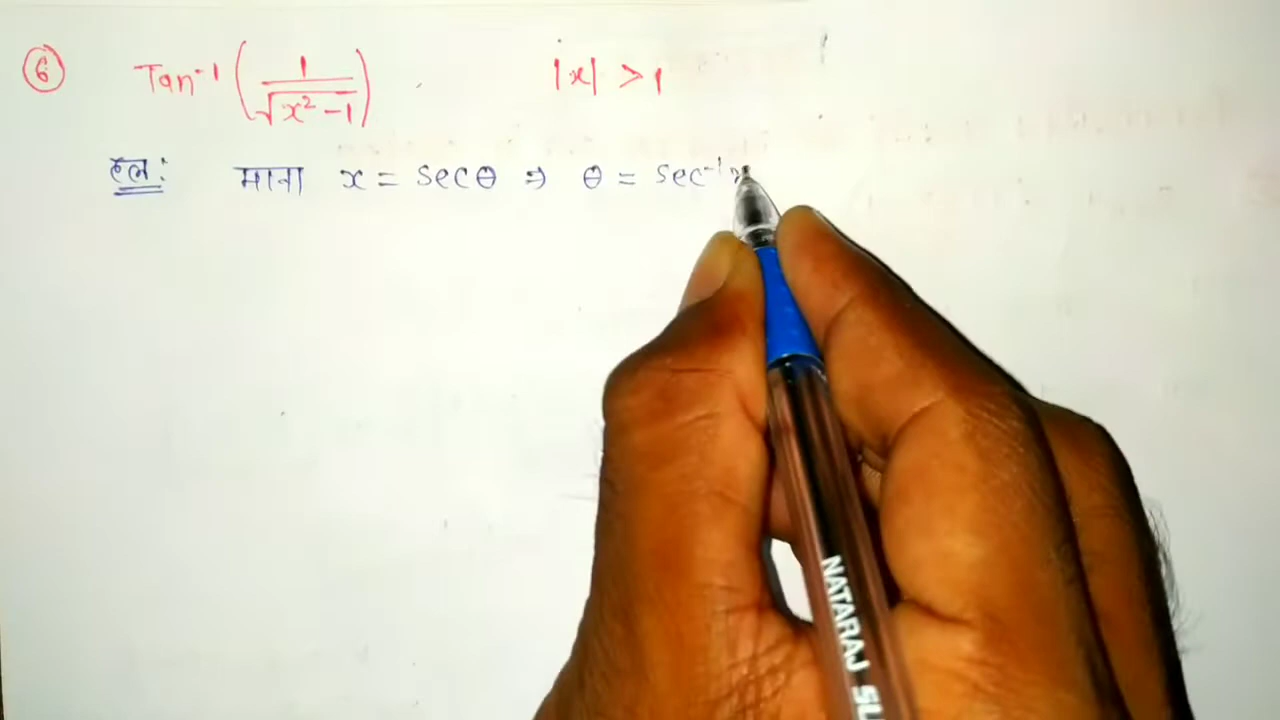 ⑥ Tan⁻¹ (1/√(x²-1)) |x| > 1
हल: माना x = secθ ⇒ θ = sec⁻¹x
NATARAJ